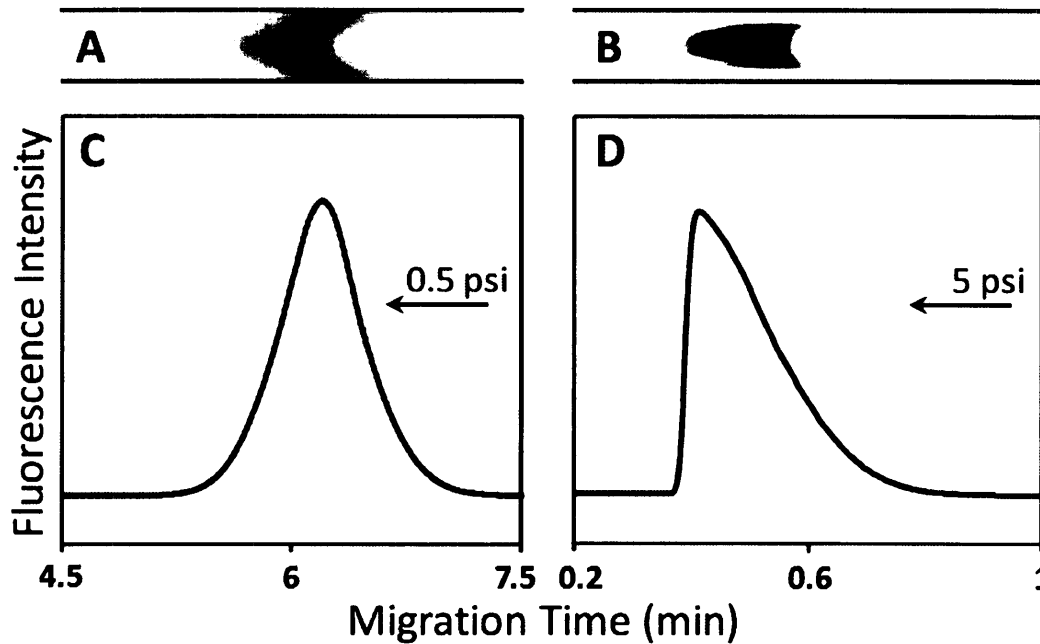 A
B
C
D
Fluorescence Intensity
0.5 psi
5 psi
4.5
6
7.5
0.2
0.6
1
Migration Time (min)